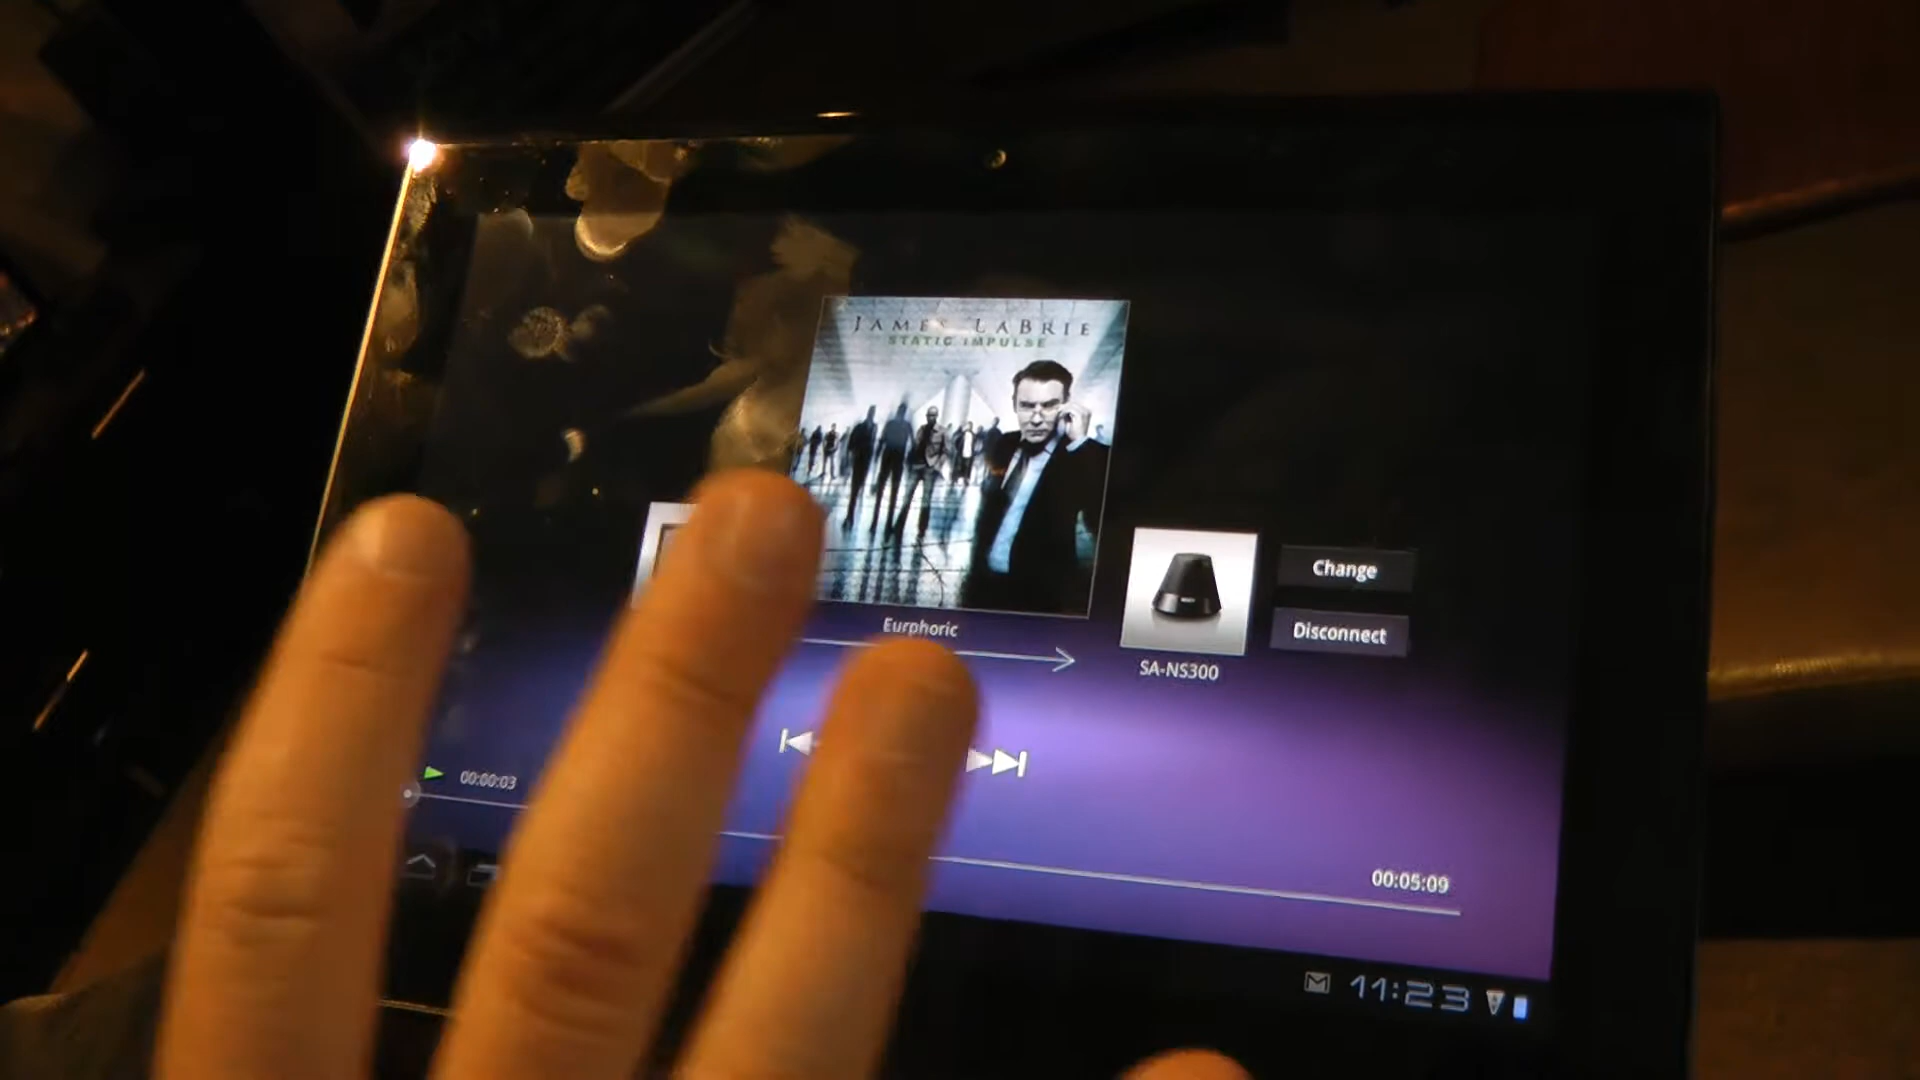 JAMES LABRIE
STATIC IMPULSE
Eurphoric
SA-NS300
Change
Disconnect
00:00:03
00:05:09
11:23